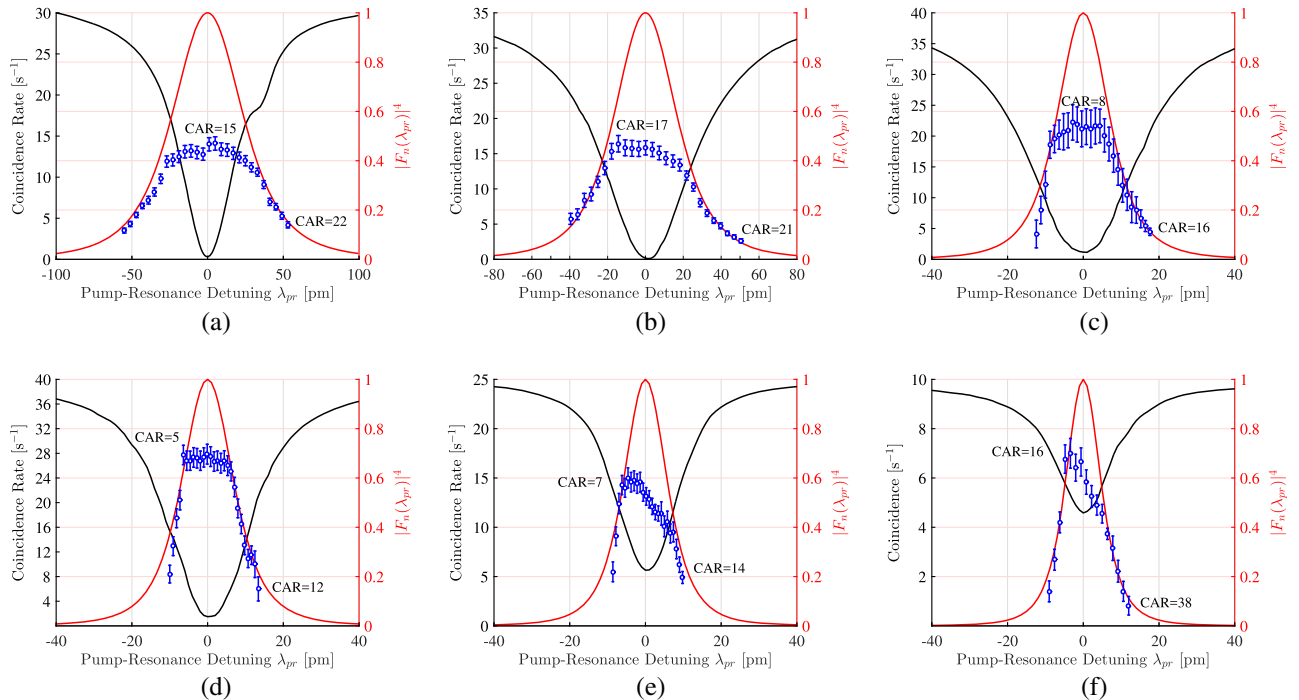 30
25
20
15
10
5
0
Coincidence Rate [s⁻¹]
CAR=15
CAR=22
1
0.8
0.6
0.4
0.2
0
|Fₙ(λₚᵣ)|⁴
-100 -50 0 50 100
Pump-Resonance Detuning λₚᵣ [pm]
(a)
35
30
25
20
15
10
5
0
Coincidence Rate [s⁻¹]
CAR=17
CAR=21
1
0.8
0.6
0.4
0.2
0
|Fₙ(λₚᵣ)|⁴
-80 -60 -40 -20 0 20 40 60 80
Pump-Resonance Detuning λₚᵣ [pm]
(b)
40
35
30
25
20
15
10
5
0
Coincidence Rate [s⁻¹]
CAR=8
CAR=16
1
0.8
0.6
0.4
0.2
0
|Fₙ(λₚᵣ)|⁴
-40 -20 0 20 40
Pump-Resonance Detuning λₚᵣ [pm]
(c)
40
36
32
28
24
20
16
12
8
4
Coincidence Rate [s⁻¹]
CAR=5
CAR=12
1
0.8
0.6
0.4
0.2
0
|Fₙ(λₚᵣ)|⁴
-40 -20 0 20 40
Pump-Resonance Detuning λₚᵣ [pm]
(d)
25
20
15
10
5
0
Coincidence Rate [s⁻¹]
CAR=7
CAR=14
1
0.8
0.6
0.4
0.2
0
|Fₙ(λₚᵣ)|⁴
-40 -20 0 20 40
Pump-Resonance Detuning λₚᵣ [pm]
(e)
10
8
6
4
2
Coincidence [s⁻¹]
CAR=16
CAR=38
1
0.8
0.6
0.4
0.2
0
|Fₙ(λₚᵣ)|⁴
-40 -20 0 20 40
Pump-Resonance Detuning λₚᵣ [pm]
(f)